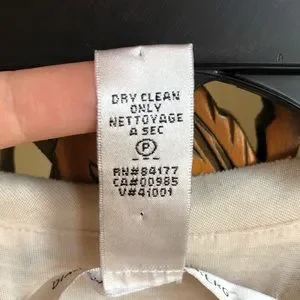 DRY CLEAN
ONLY
NETTOYAGE
A SEC
P
RN#84177
CA#00985
V#41001